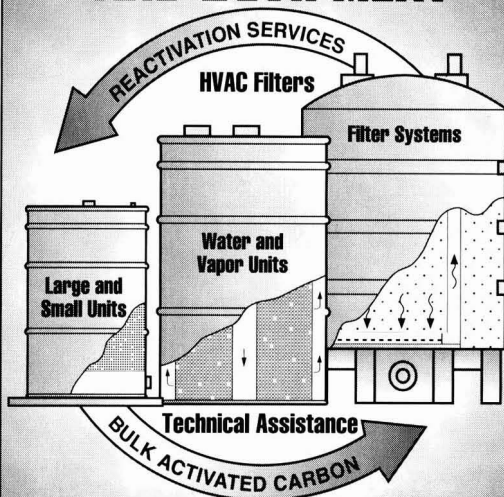 REACTIVATION SERVICES
HVAC Filters
Filter Systems
Water and
Vapor Units
Large and
Small Units
Technical Assistance
BULK ACTIVATED CARBON